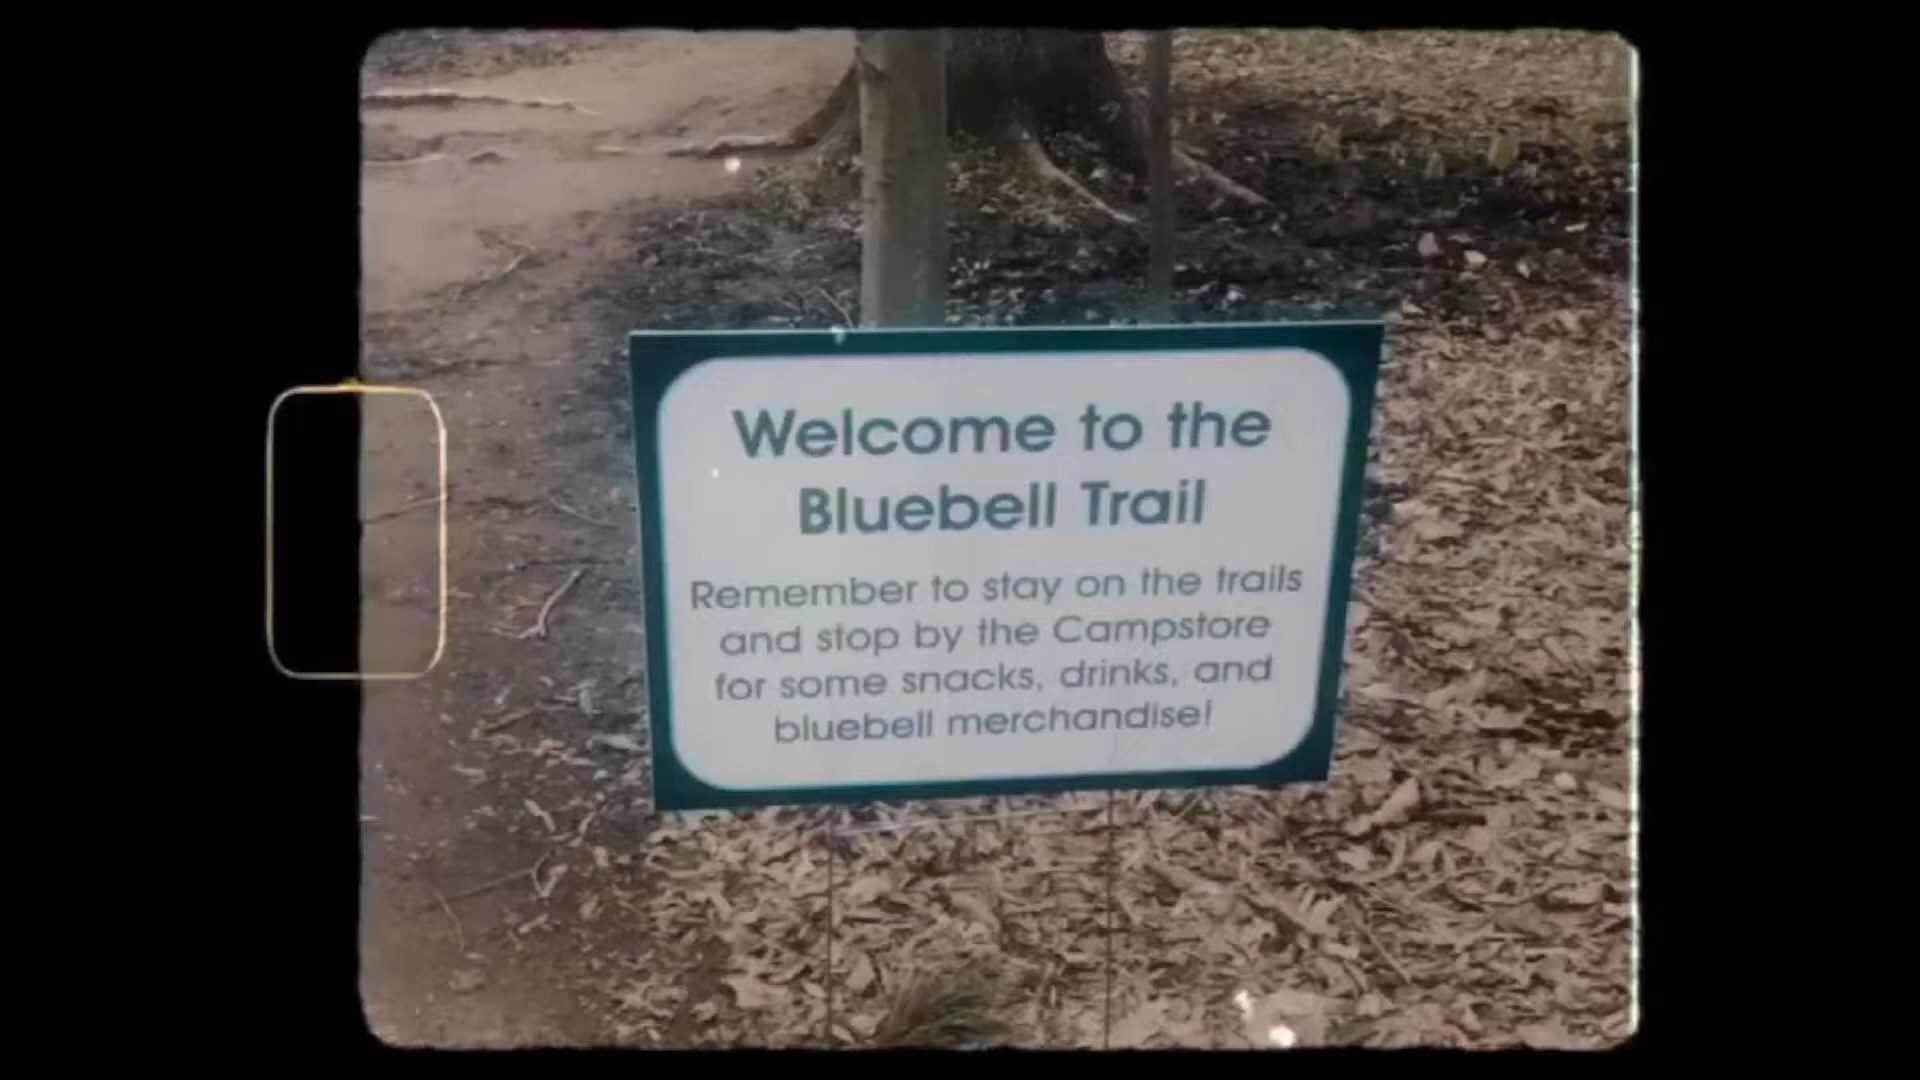 Welcome to the
Bluebell Trail
Remember to stay on the trails
and stop by the Campstore
for some snacks, drinks, and
bluebell merchandise!